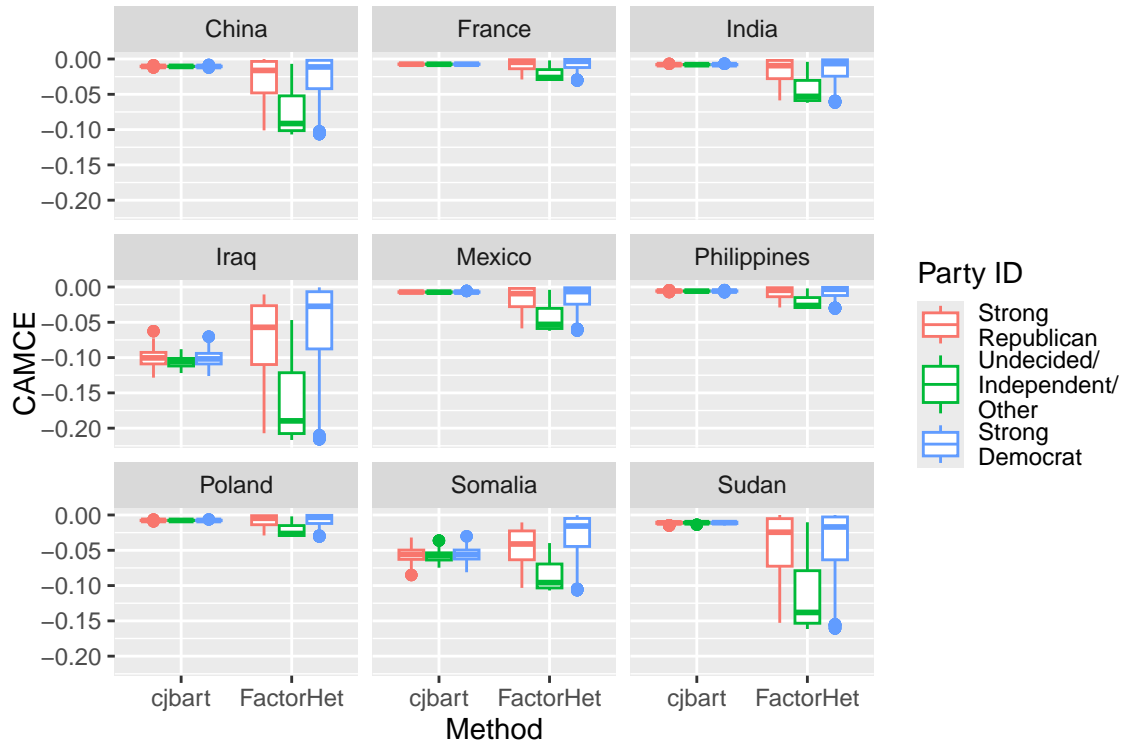 China
France
India
0.00
−0.05
−0.10
−0.15
−0.20
Iraq
Mexico
Philippines
0.00
−0.05
−0.10
−0.15
−0.20
Poland
Somalia
Sudan
0.00
−0.05
−0.10
−0.15
−0.20
CAMCE
cjbart
FactorHet
cjbart
FactorHet
cjbart
FactorHet
Method
Party ID
Strong
Republican
Undecided/
Independent/
Other
Strong
Democrat